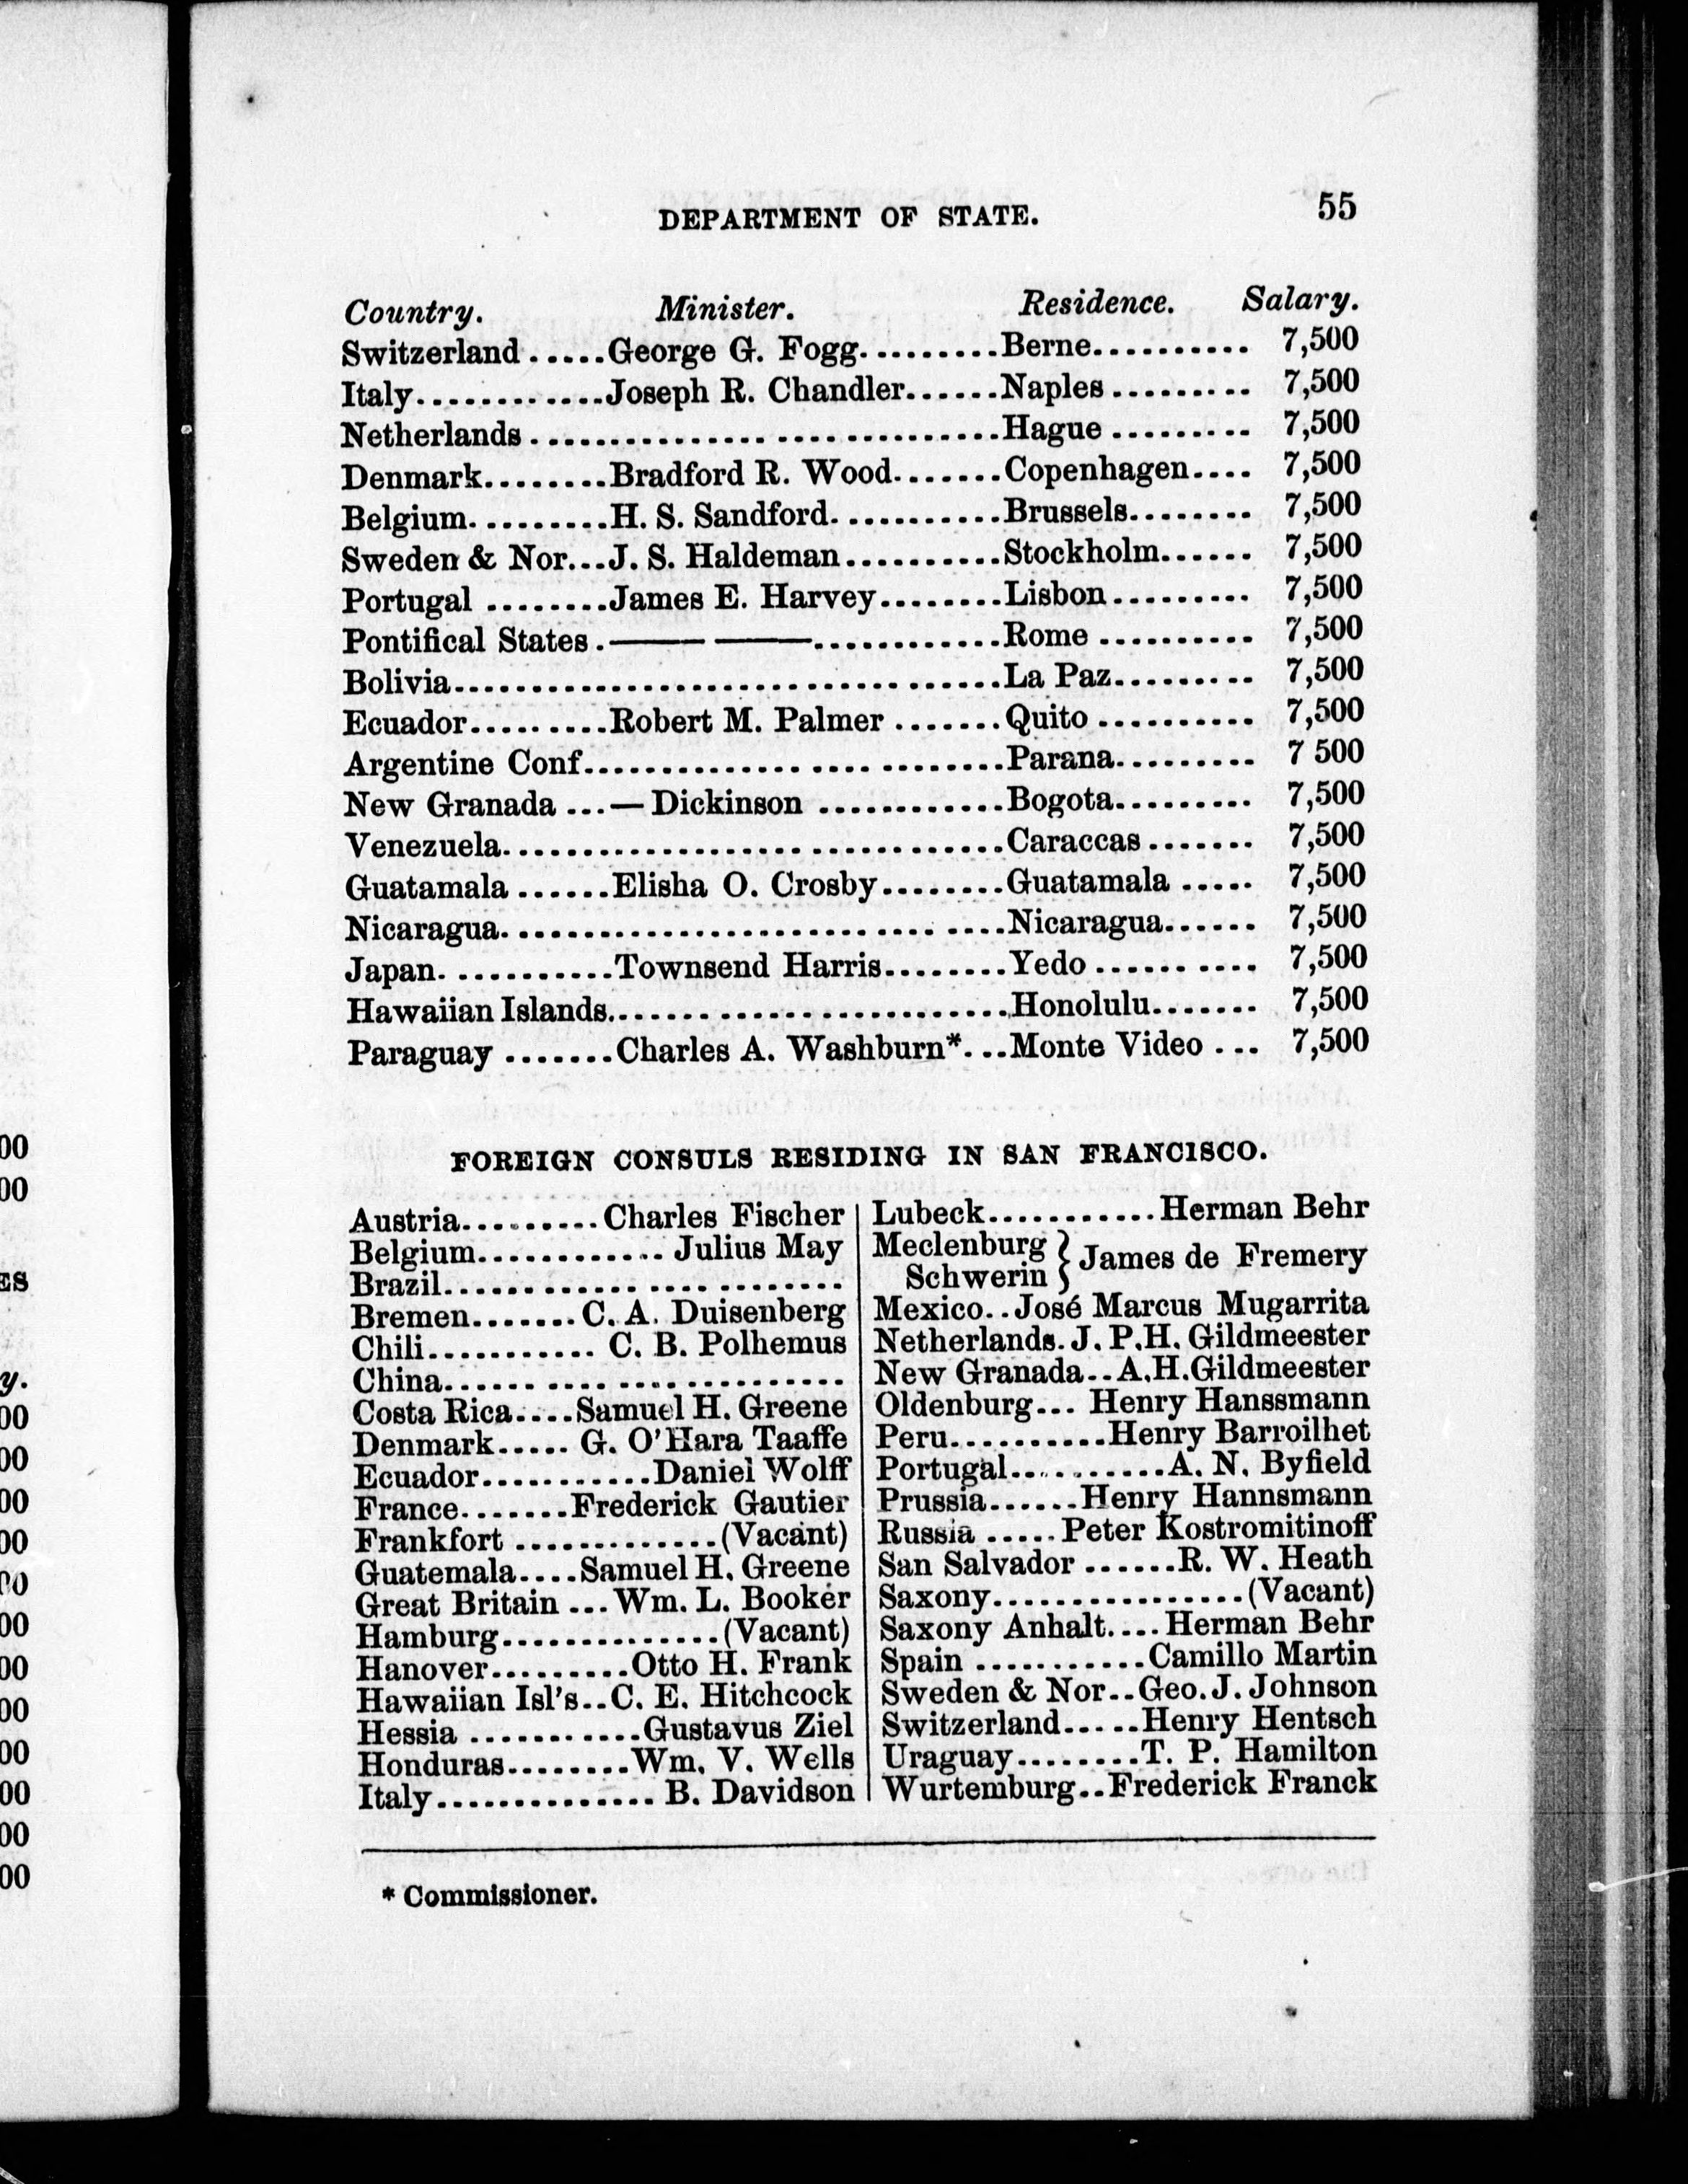 DEPARTMENT OF STATE. 55
Country. Minister. Residence. Salary.
Switzerland.....George G. Fogg..........Berne.......... 7,500
Italy............Joseph R. Chandler......Naples......... 7,500
Netherlands..............................Hague......... 7,500
Denmark........Bradford R. Wood.......Copenhagen.... 7,500
Belgium.........H. S. Sandford...........Brussels........ 7,500
Sweden & Nor...J. S. Haldeman..........Stockholm...... 7,500
Portugal ........James E. Harvey........Lisbon......... 7,500
Pontifical States.—— ——............Rome.......... 7,500
Bolivia...................................La Paz......... 7,500
Ecuador.........Robert M. Palmer .......Quito .......... 7,500
Argentine Conf...........................Parana......... 7 500
New Granada ...— Dickinson ............Bogota......... 7,500
Venezuela................................Caraccas....... 7,500
Guatamala ......Elisha O. Crosby........Guatamala ..... 7,500
Nicaragua................................Nicaragua...... 7,500
Japan...........Townsend Harris........Yedo .......... 7,500
Hawaiian Islands..........................Honolulu....... 7,500
Paraguay .......Charles A. Washburn*...Monte Video ... 7,500
FOREIGN CONSULS RESIDING IN SAN FRANCISCO.
Austria.........Charles Fischer
Belgium............ Julius May
Brazil..........................
Bremen.......C. A. Duisenberg
Chili........... C. B. Polhemus
China..........................
Costa Rica....Samuel H. Greene
Denmark..... G. O'Hara Taaffe
Ecuador...........Daniel Wolff
France.......Frederick Gautier
Frankfort .............(Vacant)
Guatemala....Samuel H. Greene
Great Britain ...Wm. L. Booker
Hamburg..............(Vacant)
Hanover.........Otto H. Frank
Hawaiian Isl's..C. E. Hitchcock
Hessia ...........Gustavus Ziel
Honduras........Wm. V. Wells
Italy.............. B. Davidson
Lubeck...........Herman Behr
Meclenburg
Schwerin } James de Fremery
Mexico..José Marcus Mugarrita
Netherlands.J. P.H. Gildmeester
New Granada..A.H.Gildmeester
Oldenburg... Henry Hanssmann
Peru..........Henry Barroilhet
Portugal..........A. N. Byfield
Prussia......Henry Hannsmann
Russia .....Peter Kostromitinoff
San Salvador ......R. W. Heath
Saxony................(Vacant)
Saxony Anhalt....Herman Behr
Spain ...........Camillo Martin
Sweden & Nor..Geo. J. Johnson
Switzerland.....Henry Hentsch
Uraguay........T. P. Hamilton
Wurtemburg..Frederick Franck
* Commissioner.